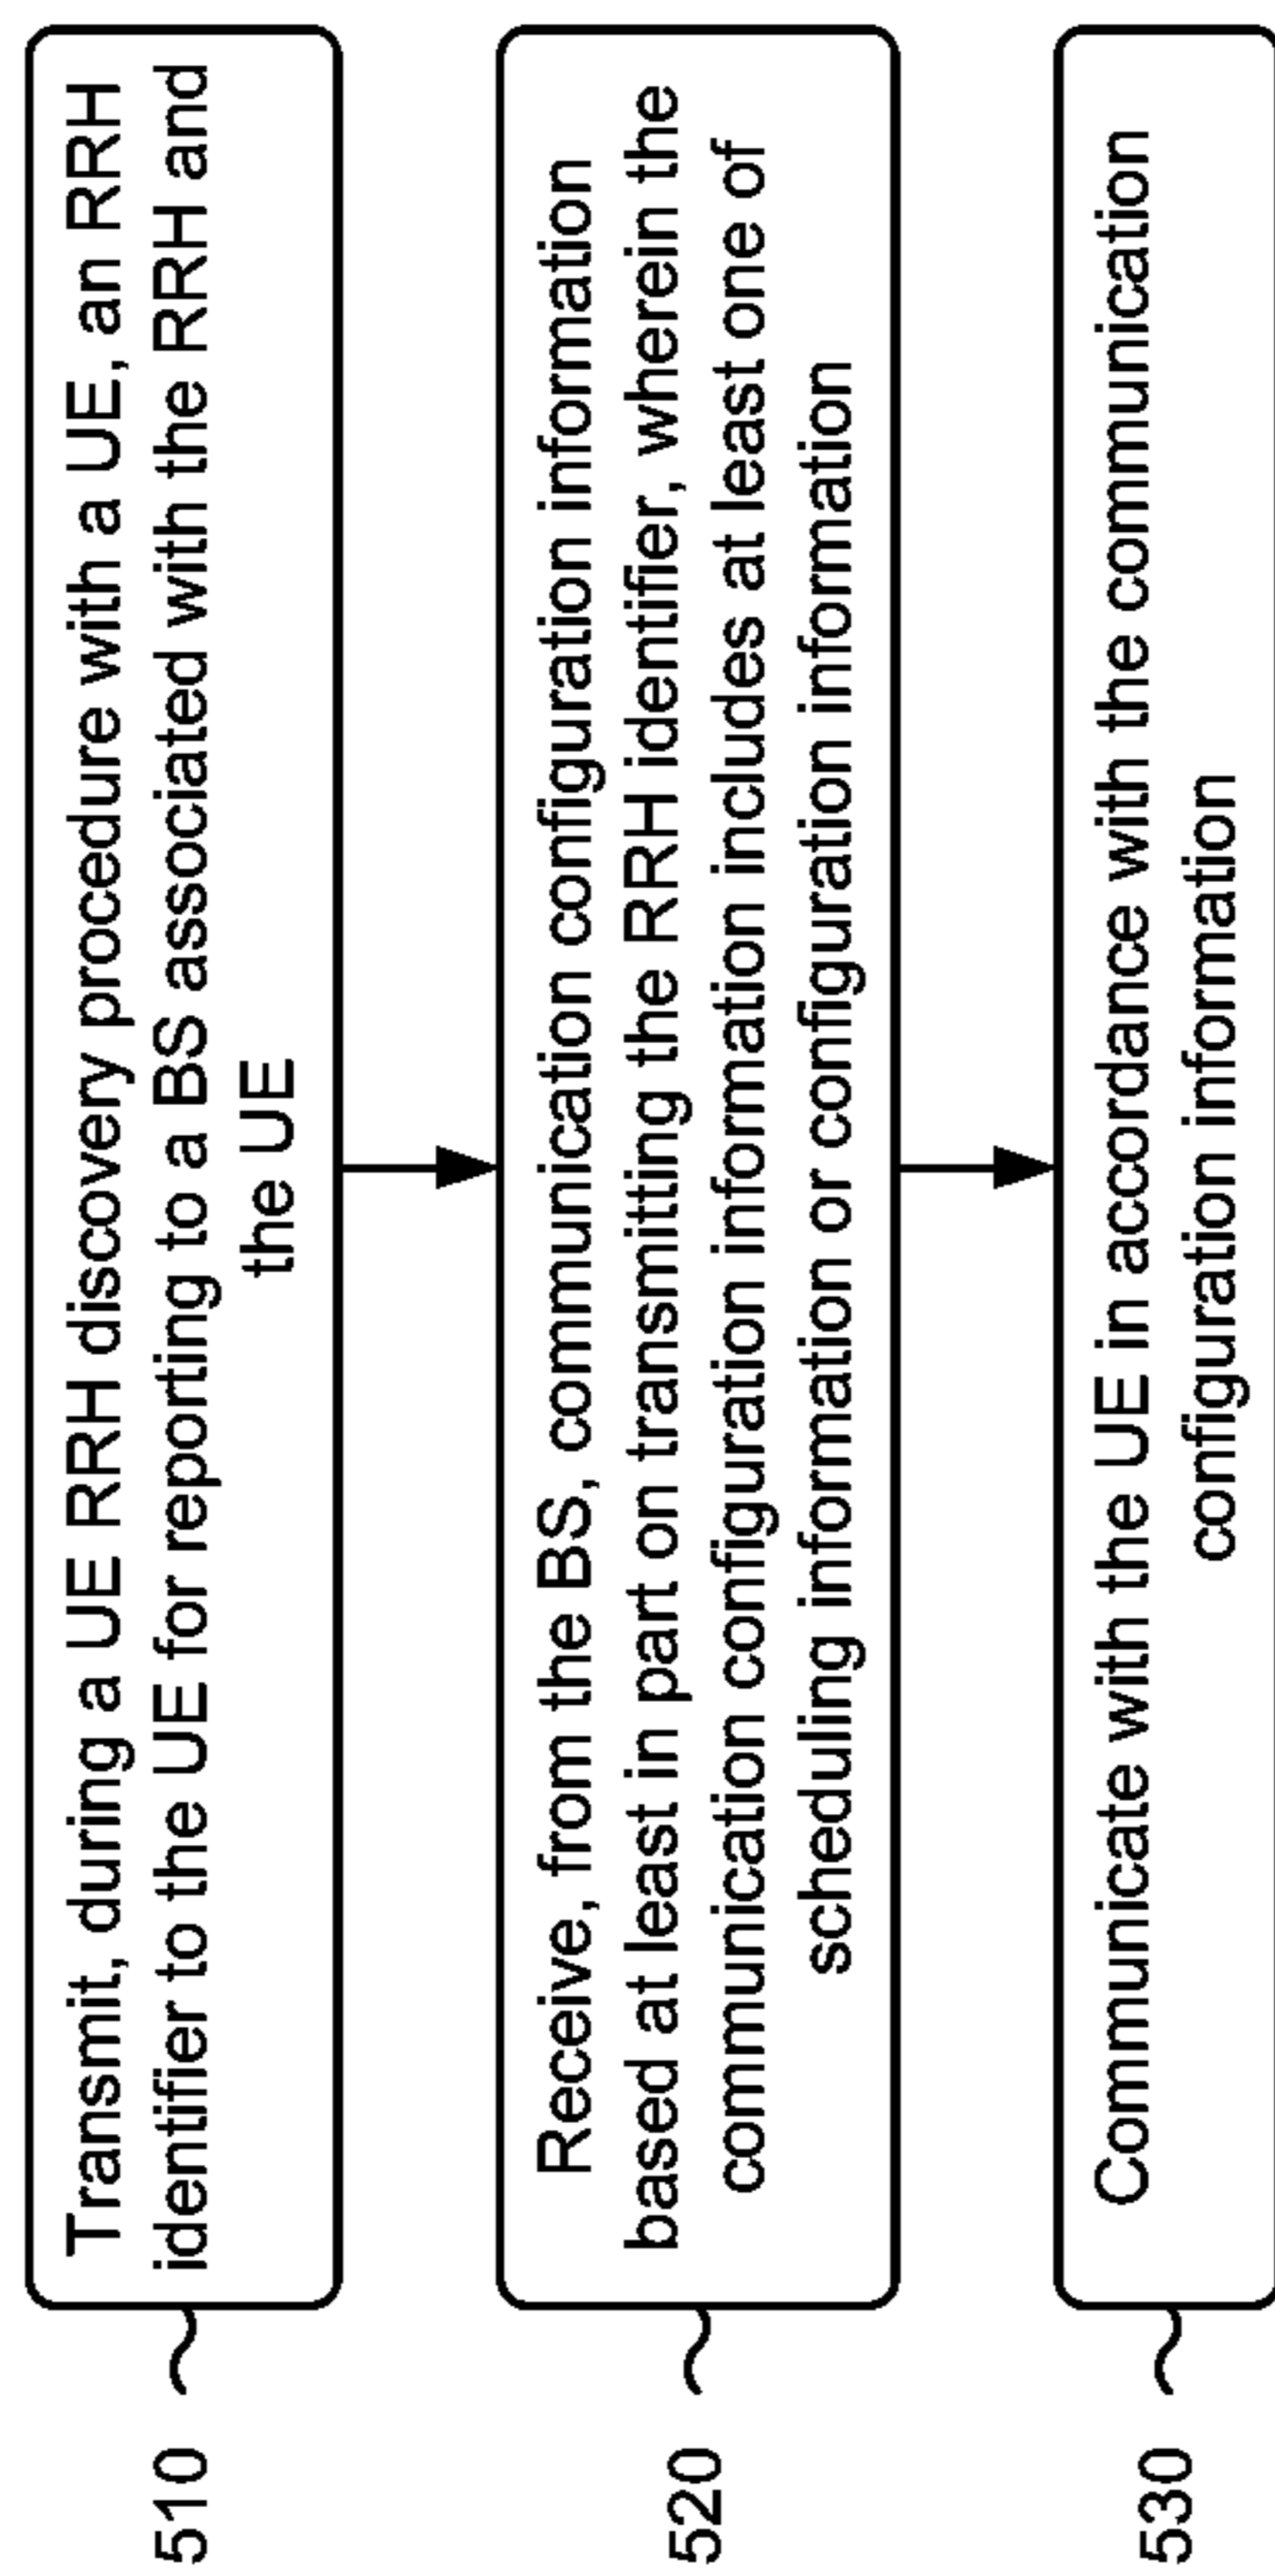 510
Transmit, during a UE RRH discovery procedure with a UE, an RRH
identifier to the UE for reporting to a BS associated with the RRH and
the UE
520
Receive, from the BS, communication configuration information
based at least in part on transmitting the RRH identifier, wherein the
communication configuration information includes at least one of
scheduling information or configuration information
530
Communicate with the UE in accordance with the communication
configuration information